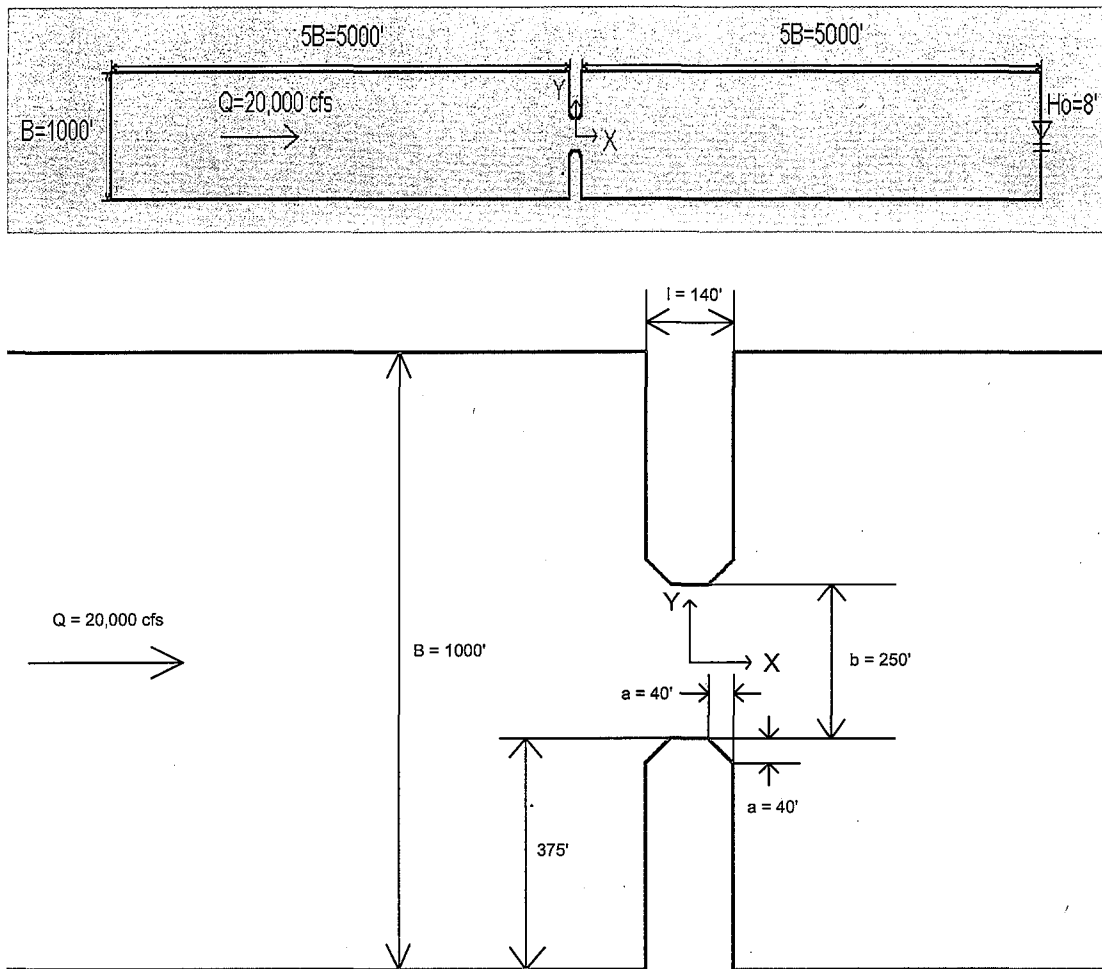 5B=5000'
5B=5000'
Q=20,000 cfs
Y
Ho=8'
B=1000'
X
l = 140'
Y
Q = 20,000 cfs
B = 1000'
X
b = 250'
a = 40'
a = 40'
375'